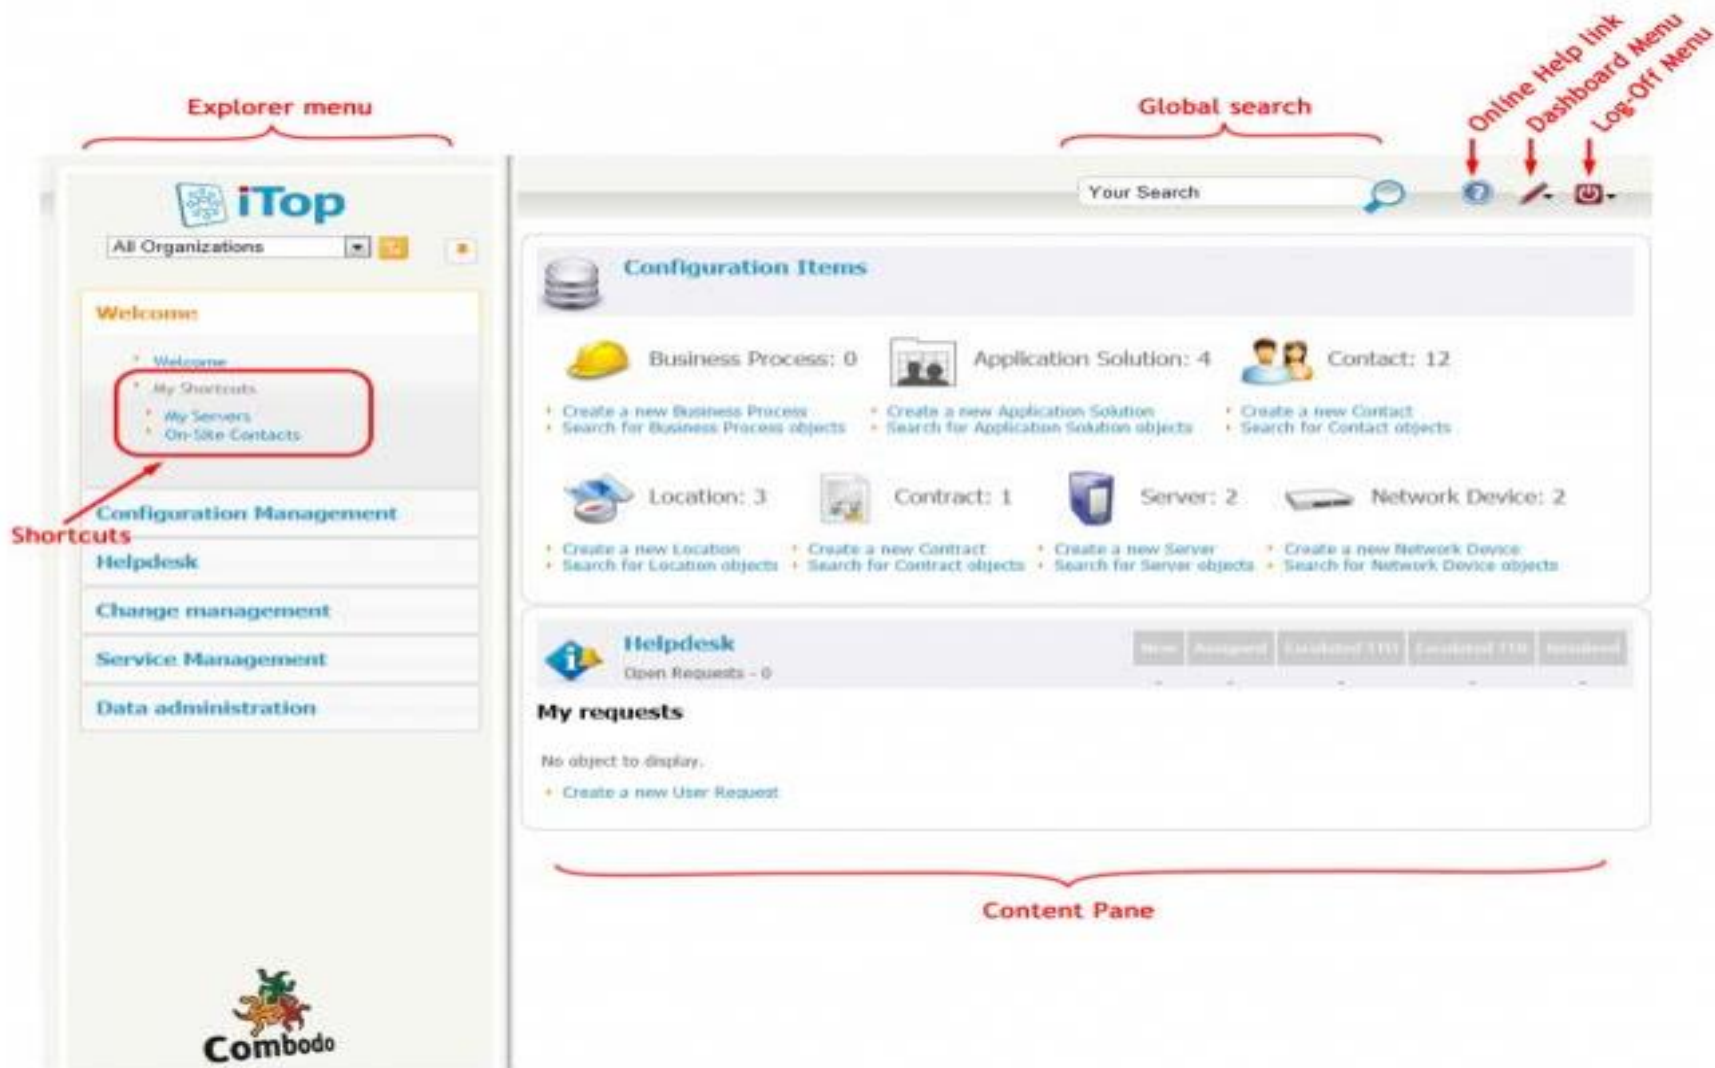 Explorer menu
Global search
Online Help link
Dashboard Menu
Log-Off Menu
iTop
All Organizations
Your Search
Welcome
Welcome
My Shortcuts
My Servers
On-Site Contacts
Shortcuts
Configuration Management
Helpdesk
Change management
Service Management
Data administration
Combodo
Configuration Items
Business Process: 0
Application Solution: 4
Contact: 12
Create a new Business Process
Create a new Application Solution
Create a new Contact
Search for Business Process objects
Search for Application Solution objects
Search for Contact objects
Location: 3
Contract: 1
Server: 2
Network Device: 2
Create a new Location
Create a new Contract
Create a new Server
Create a new Network Device
Search for Location objects
Search for Contract objects
Search for Server objects
Search for Network Device objects
Helpdesk
Open Requests - 0
New Assigned Escalated Escalated Resolved
My requests
No object to display.
Create a new User Request
Content Pane